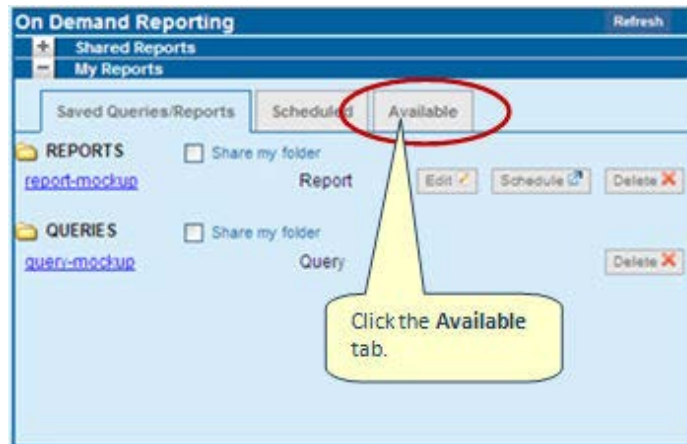 On Demand Reporting Refresh
+ Shared Reports
− My Reports
Saved Queries/Reports Scheduled Available
REPORTS Share my folder
report-mockup Report Edit Schedule Delete
QUERIES Share my folder
query-mockup Query Delete
Click the Available
tab.